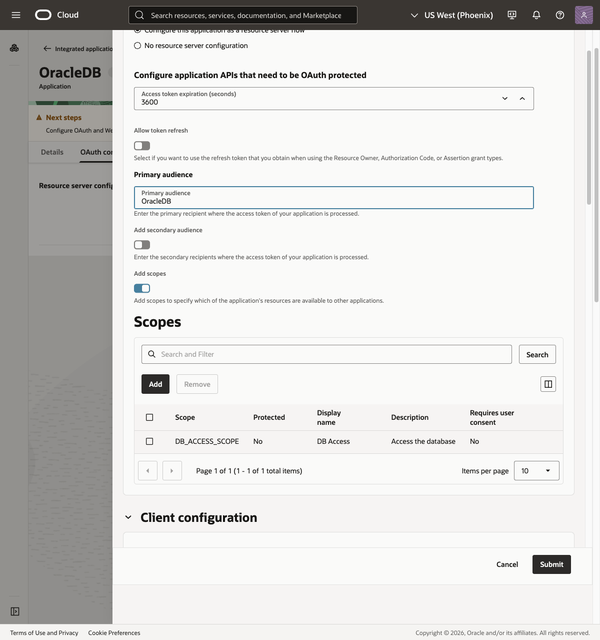 Cloud
Search resources, services, documentation, and Marketplace
US West (Phoenix)
Integrated applicatio
OracleDB
Application
Next steps
Configure OAuth and We
Details
OAuth con
Resource server config
Configure this application as a resource server now
No resource server configuration
Configure application APIs that need to be OAuth protected
Access token expiration (seconds)
3600
Allow token refresh
Select if you want to use the refresh token that you obtain when using the Resource Owner, Authorization Code, or Assertion grant types.
Primary audience
Primary audience
OracleDB
Enter the primary recipient where the access token of your application is processed.
Add secondary audience
Enter the secondary recipients where the access token of your application is processed.
Add scopes
Add scopes to specify which of the application's resources are available to other applications.
Scopes
Search and Filter
Search
Add
Remove
Scope Protected Display name Description Requires user consent
DB_ACCESS_SCOPE No DB Access Access the database No
Page 1 of 1 (1 - 1 of 1 total items)
Items per page 10
Client configuration
Cancel
Submit
Terms of Use and Privacy
Cookie Preferences
Copyright © 2026, Oracle and/or its affiliates. All rights reserved.